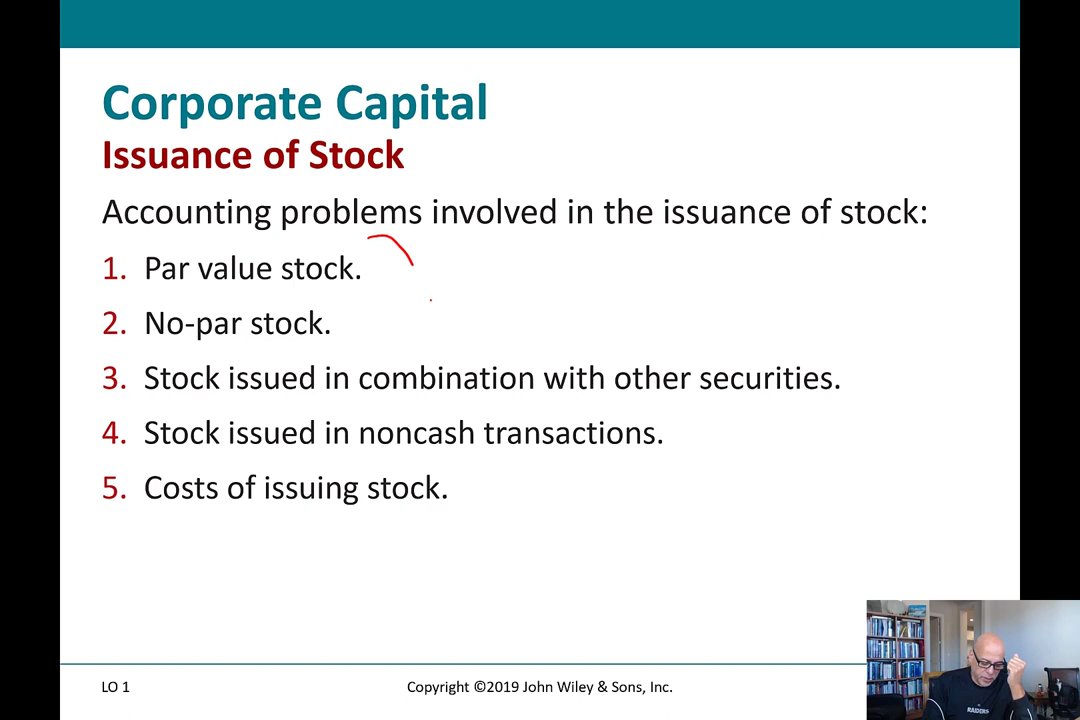 Corporate Capital
Issuance of Stock
Accounting problems involved in the issuance of stock:
1. Par value stock.
2. No-par stock.
3. Stock issued in combination with other securities.
4. Stock issued in noncash transactions.
5. Costs of issuing stock.
LO 1
Copyright ©2019 John Wiley & Sons, Inc.
RAIDERS